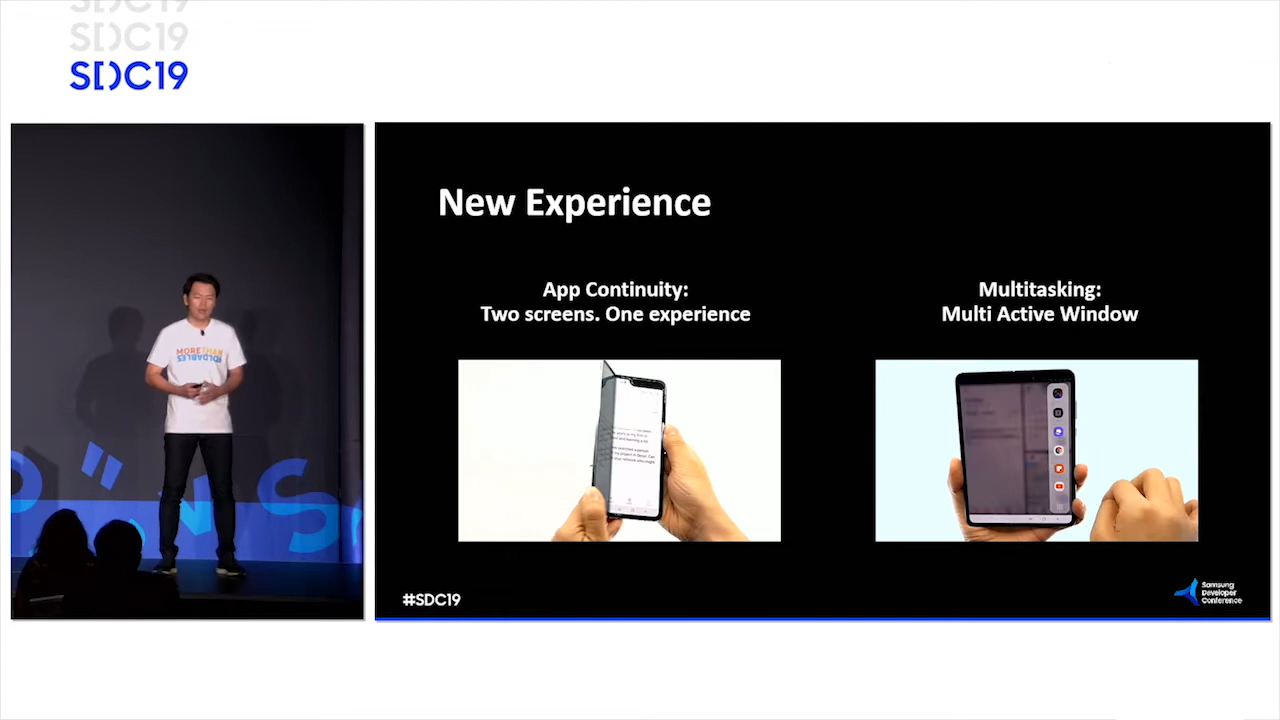 SDC19
SDC19
SDC19
New Experience
App Continuity:
Two screens. One experience
Multitasking:
Multi Active Window
MORETHAN
#SDC19
Samsung
Developer
Conference